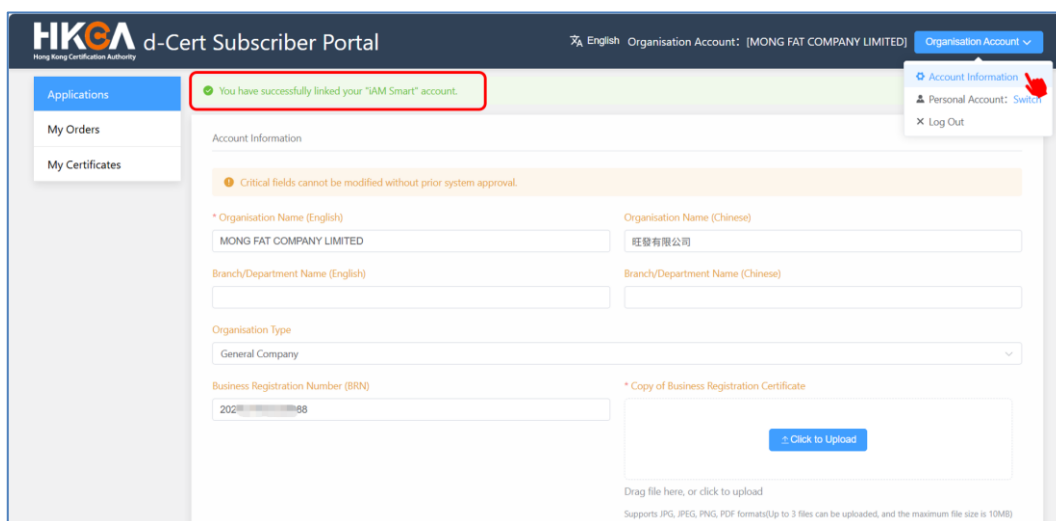 HKCA d-Cert Subscriber Portal
Hong Kong Certification Authority
English Organisation Account: [MONG FAT COMPANY LIMITED] Organisation Account
Account Information
Personal Account: Switch
Log Out
Applications
My Orders
My Certificates
You have successfully linked your "iAM Smart" account.
Account Information
Critical fields cannot be modified without prior system approval.
* Organisation Name (English)
Organisation Name (Chinese)
MONG FAT COMPANY LIMITED
旺發有限公司
Branch/Department Name (English)
Branch/Department Name (Chinese)
Organisation Type
General Company
Business Registration Number (BRN)
* Copy of Business Registration Certificate
202 88
Click to Upload
Drag file here, or click to upload
Supports JPG, JPEG, PNG, PDF formats(Up to 3 files can be uploaded, and the maximum file size is 10MB)